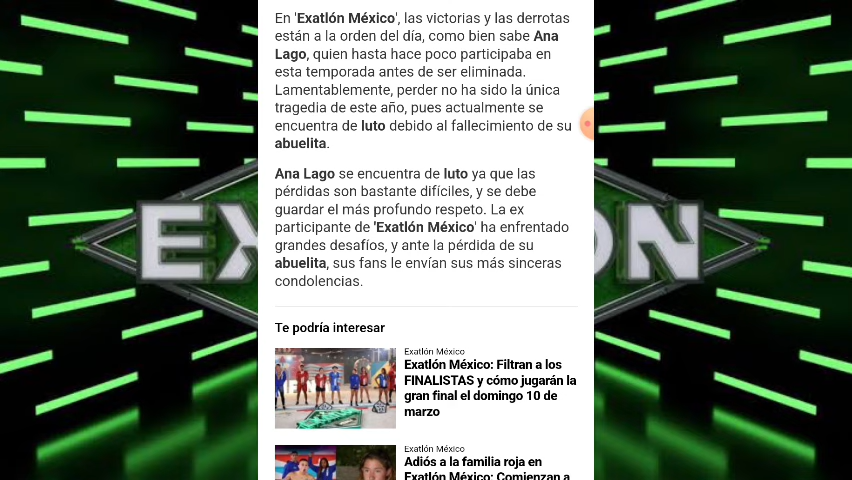 En 'Exatlón México', las victorias y las derrotas
están a la orden del día, como bien sabe Ana
Lago, quien hasta hace poco participaba en
esta temporada antes de ser eliminada.
Lamentablemente, perder no ha sido la única
tragedia de este año, pues actualmente se
encuentra de luto debido al fallecimiento de su
abuelita.
Ana Lago se encuentra de luto ya que las
pérdidas son bastante difíciles, y se debe
guardar el más profundo respeto. La ex
participante de 'Exatlón México' ha enfrentado
grandes desafíos, y ante la pérdida de su
abuelita, sus fans le envían sus más sinceras
condolencias.
Te podría interesar
Exatlón México
Exatlón México: Filtran a los
FINALISTAS y cómo jugarán la
gran final el domingo 10 de
marzo
Exatlón México
Adiós a la familia roja en
Exatlón México: Comienzan a
EX
ON